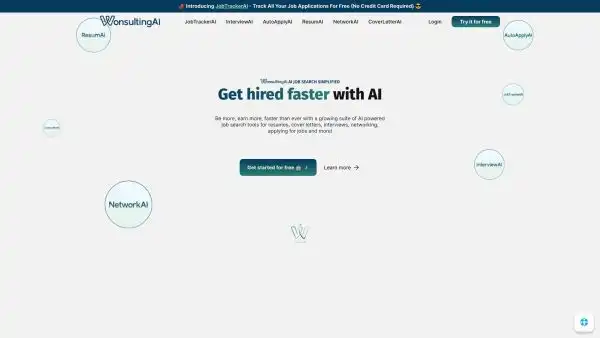 📣 Introducing JobTrackerAI - Track All Your Job Applications For Free (No Credit Card Required) 😎
WonsultingAI
JobTrackerAI InterviewAI AutoApplyAI ResumAI NetworkAI CoverLetterAI Login Try it for free
ResumAI
AutoApplyAI
WonsultingAI AI JOB SEARCH SIMPLIFIED
Get hired faster with AI
Be more, earn more, faster than ever with a growing suite of AI powered
job search tools for resumes, cover letters, interviews, networking,
applying for jobs and more!
JobTrackerAI
InterviewAI
Get started for free Learn more →
NetworkAI